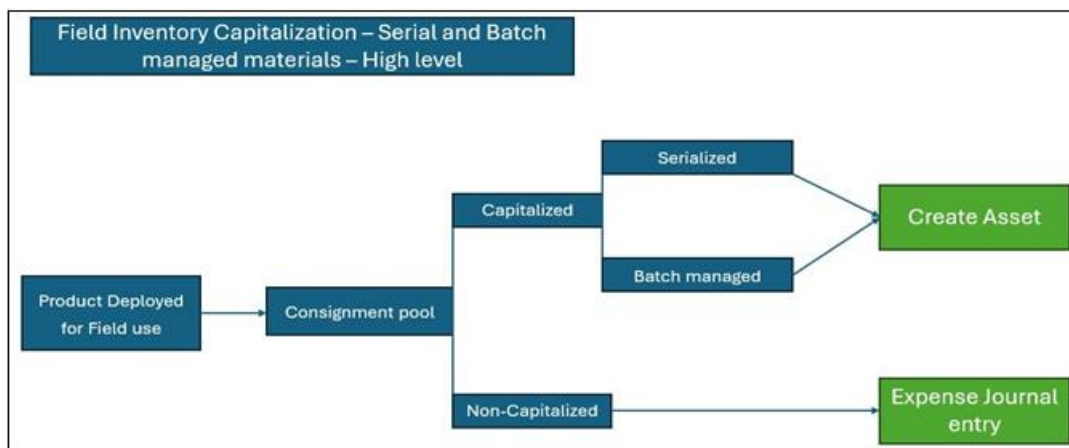 Field Inventory Capitalization – Serial and Batch
managed materials – High level
Serialized
Capitalized
Create Asset
Batch managed
Product Deployed
for Field use
Consignment pool
Non-Capitalized
Expense Journal
entry